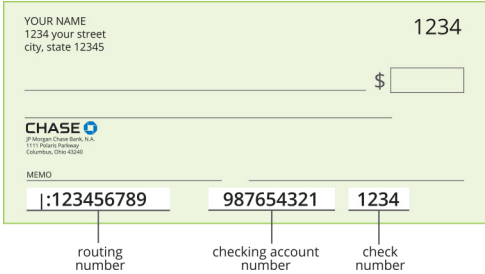 YOUR NAME
1234 your street
city, state 12345
1234
$
CHASE
JP Morgan Chase Bank, N.A.
1111 Polaris Parkway
Columbus, Ohio 43240
MEMO
|:123456789 987654321 1234
routing number
checking account number
check number